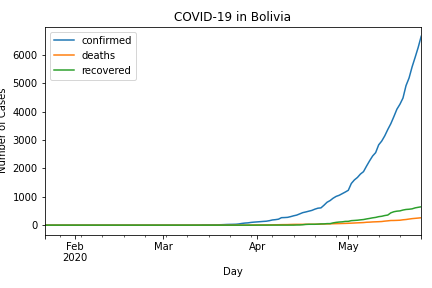 COVID-19 in Bolivia
confirmed
deaths
recovered
Number of Cases
6000
5000
4000
3000
2000
1000
0
Feb
2020
Mar
Apr
May
Day